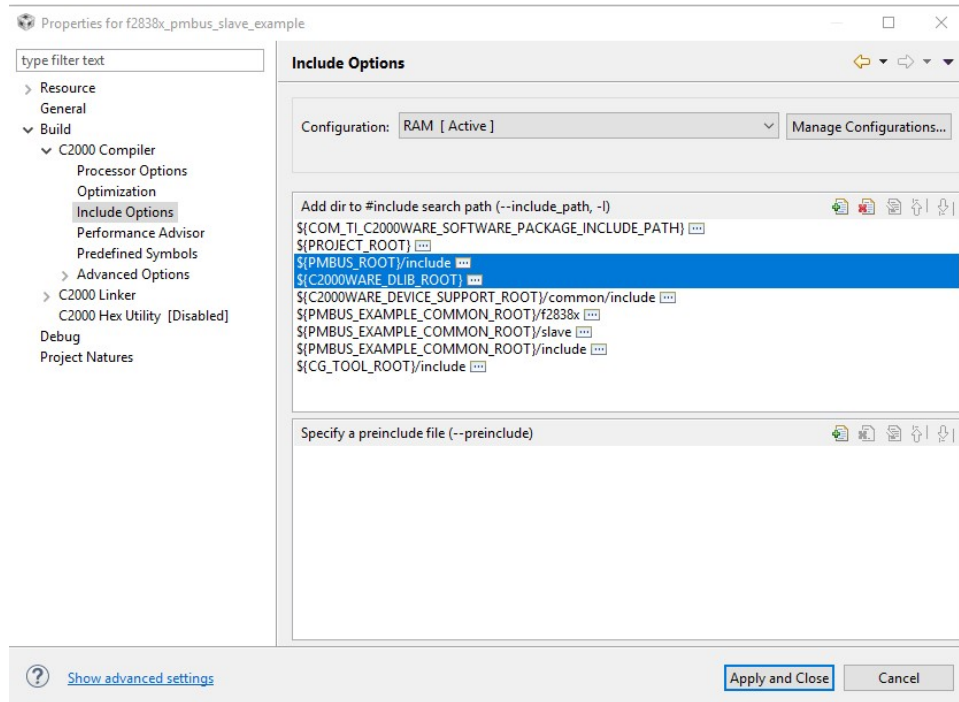 Properties for f2838x_pmbus_slave_example
type filter text
Resource
General
Build
C2000 Compiler
Processor Options
Optimization
Include Options
Performance Advisor
Predefined Symbols
Advanced Options
C2000 Linker
C2000 Hex Utility [Disabled]
Debug
Project Natures
Include Options
Configuration: RAM [ Active ]
Manage Configurations...
Add dir to #include search path (--include_path, -I)
${COM_TI_C2000WARE_SOFTWARE_PACKAGE_INCLUDE_PATH}
${PROJECT_ROOT}
${PMBUS_ROOT}/include
${C2000WARE_DLIB_ROOT}
${C2000WARE_DEVICE_SUPPORT_ROOT}/common/include
${PMBUS_EXAMPLE_COMMON_ROOT}/f2838x
${PMBUS_EXAMPLE_COMMON_ROOT}/slave
${PMBUS_EXAMPLE_COMMON_ROOT}/include
${CG_TOOL_ROOT}/include
Specify a preinclude file (--preinclude)
Show advanced settings
Apply and Close
Cancel